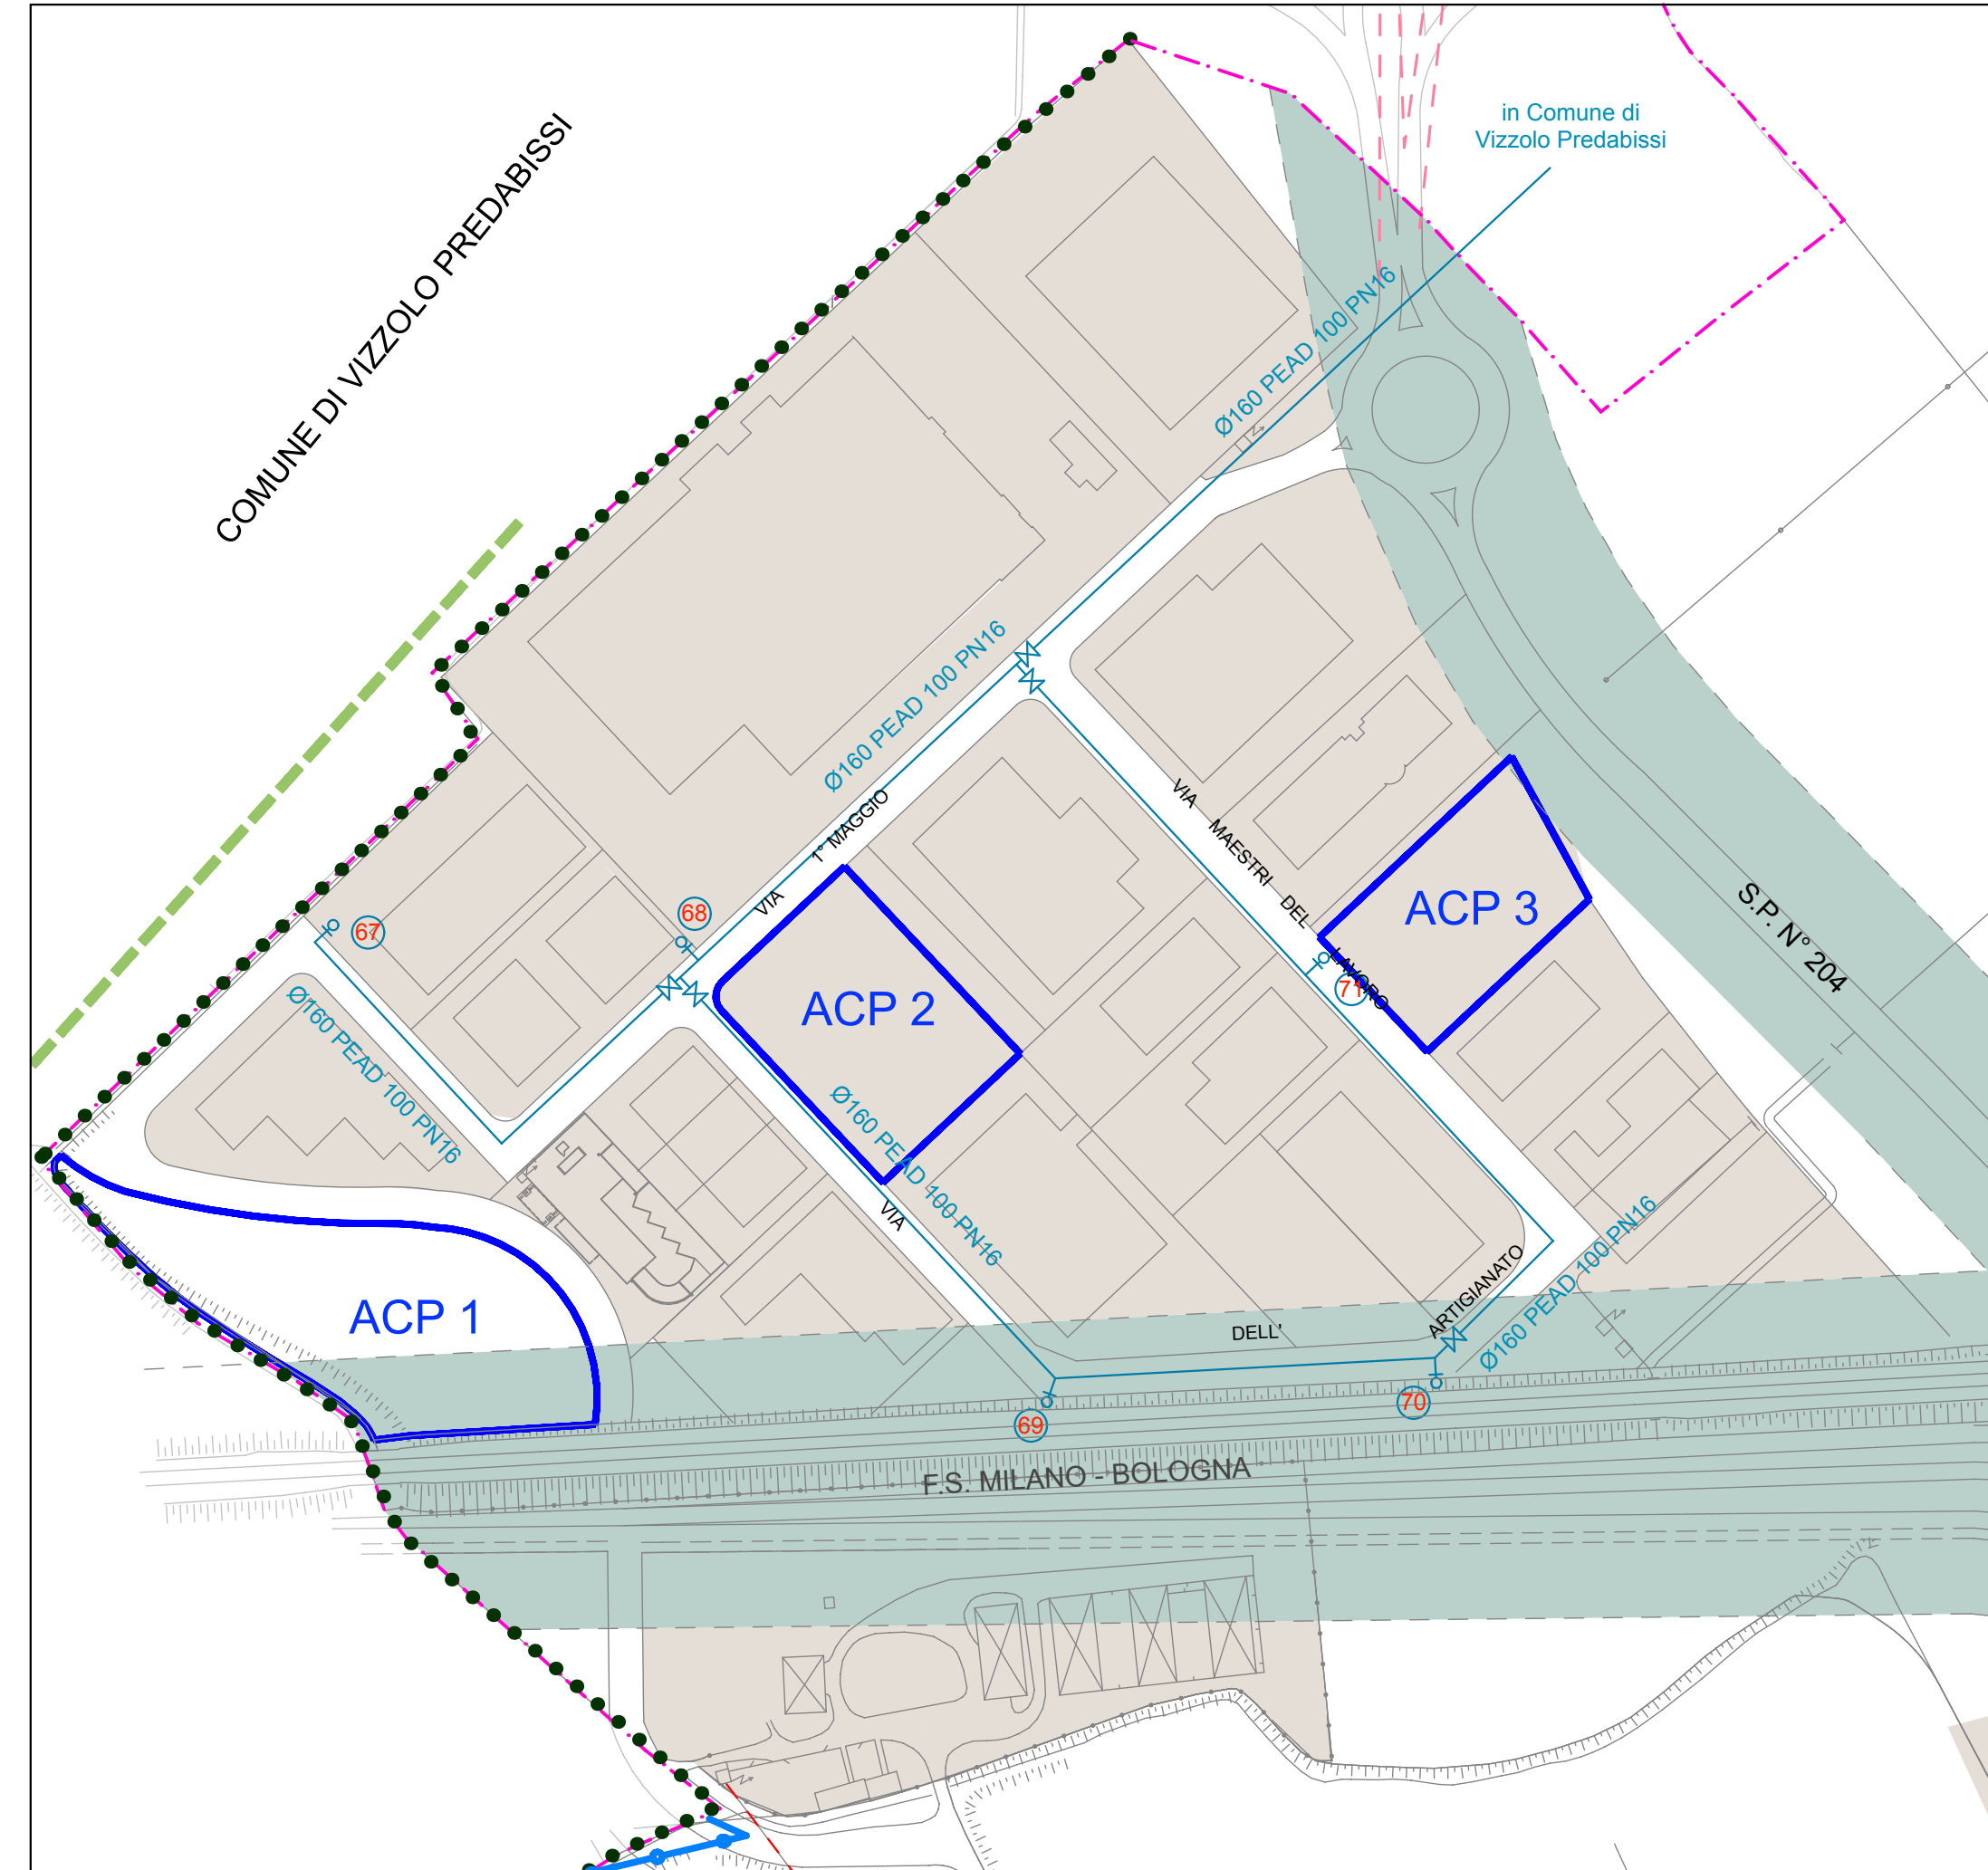 in Comune di
Vizzolo Predabissi
COMUNE DI VIZZOLO PREDABISSI
Ø160 PEAD 100 PN16
Ø160 PEAD 100 PN16
VIA 1° MAGGIO
VIA MAESTRI DEL LAVORO
ACP 3
S.P. N° 204
67
68
71
ACP 2
Ø160 PEAD 100 PN16
Ø160 PEAD 100 PN16
VIA DELL' ARTIGIANATO
Ø160 PEAD 100 PN16
ACP 1
69
70
F.S. MILANO - BOLOGNA